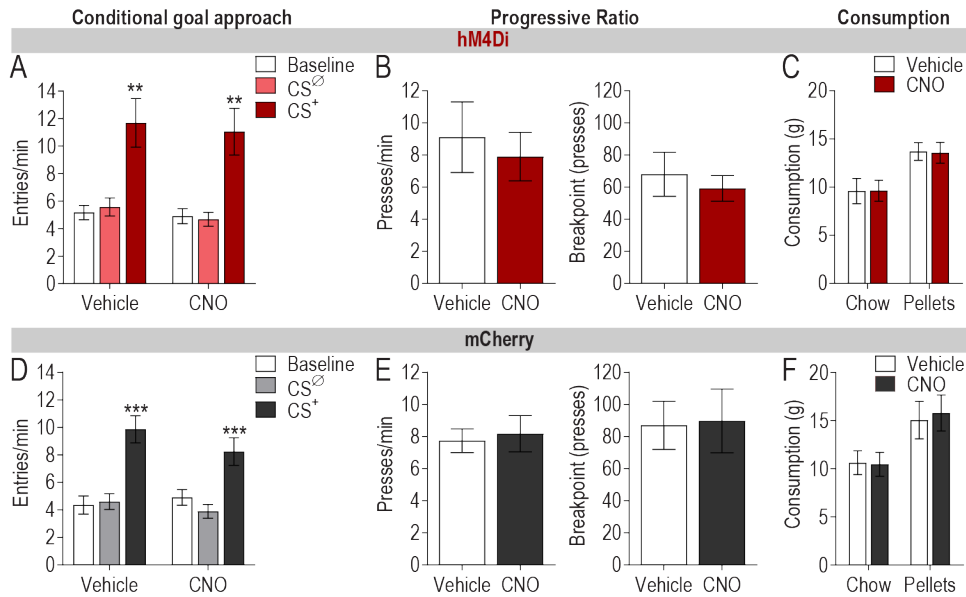 Conditional goal approach
Progressive Ratio
Consumption
hM4Di
A
Baseline
CS∅
CS+
Entries/min
14
12
10
8
6
4
2
0
**
**
Vehicle
CNO
B
Presses/min
12
10
8
6
4
2
0
Vehicle
CNO
Breakpoint (presses)
120
100
80
60
40
20
0
Vehicle
CNO
C
Vehicle
CNO
Consumption (g)
20
15
10
5
0
Chow
Pellets
mCherry
D
Baseline
CS∅
CS+
Entries/min
14
12
10
8
6
4
2
0
***
***
Vehicle
CNO
E
Presses/min
12
10
8
6
4
2
0
Vehicle
CNO
Breakpoint (presses)
120
100
80
60
40
20
0
Vehicle
CNO
F
Vehicle
CNO
Consumption (g)
20
15
10
5
0
Chow
Pellets